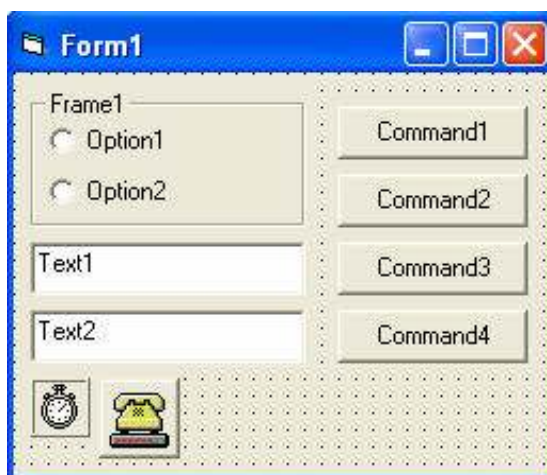 Form1
Frame1
Option1
Option2
Text1
Text2
Command1
Command2
Command3
Command4